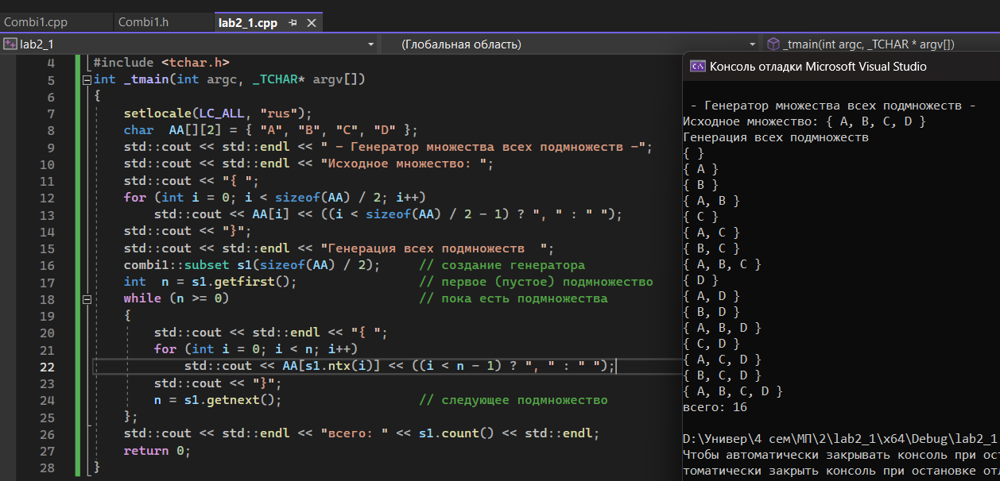 Combi1.cpp
Combi1.h
lab2_1.cpp
lab2_1
(Глобальная область)
_tmain(int argc, _TCHAR * argv[])
4 #include <tchar.h>
5 int _tmain(int argc, _TCHAR* argv[])
6 {
7 setlocale(LC_ALL, "rus");
8 char  AA[][2] = { "A", "B", "C", "D" };
9 std::cout << std::endl << " - Генератор множества всех подмножеств -";
10 std::cout << std::endl << "Исходное множество: ";
11 std::cout << "{ ";
12 for (int i = 0; i < sizeof(AA) / 2; i++)
13 std::cout << AA[i] << ((i < sizeof(AA) / 2 - 1) ? ", " : " ");
14 std::cout << "}";
15 std::cout << std::endl << "Генерация всех подмножеств  ";
16 combi1::subset s1(sizeof(AA) / 2);     // создание генератора
17 int  n = s1.getfirst();                // первое (пустое) подмножество
18 while (n >= 0)                         // пока есть подмножества
19 {
20 std::cout << std::endl << "{ ";
21 for (int i = 0; i < n; i++)
22 std::cout << AA[s1.ntx(i)] << ((i < n - 1) ? ", " : " ");
23 std::cout << "}";
24 n = s1.getnext();                  // следующее подмножество
25 };
26 std::cout << std::endl << "всего: " << s1.count() << std::endl;
27 return 0;
28 }
Консоль отладки Microsoft Visual Studio
- Генератор множества всех подмножеств -
Исходное множество: { A, B, C, D }
Генерация всех подмножеств
{ }
{ A }
{ B }
{ A, B }
{ C }
{ A, C }
{ B, C }
{ A, B, C }
{ D }
{ A, D }
{ B, D }
{ A, B, D }
{ C, D }
{ A, C, D }
{ B, C, D }
{ A, B, C, D }
всего: 16
D:\Универ\4 сем\МП\2\lab2_1\x64\Debug\lab2_1
Чтобы автоматически закрывать консоль при ост
томатически закрыть консоль при остановке отл